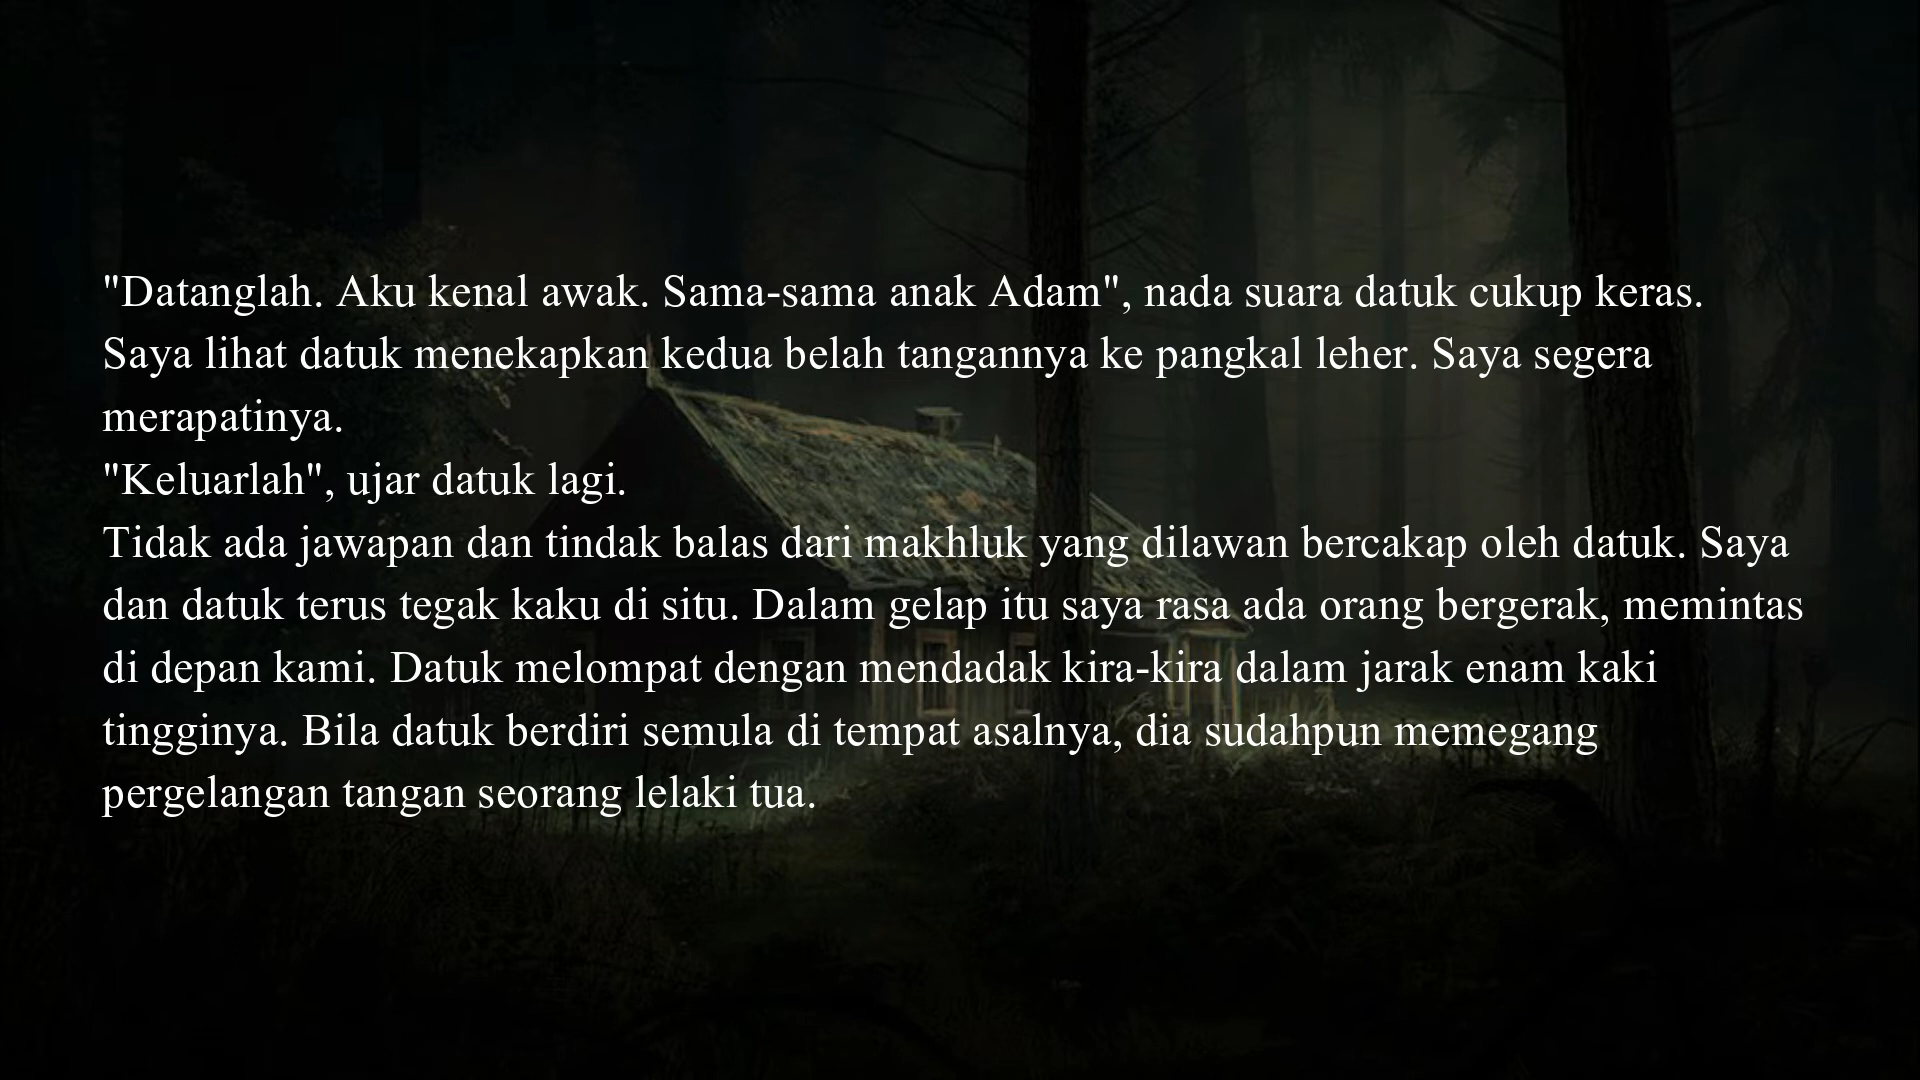 "Datanglah. Aku kenal awak. Sama-sama anak Adam", nada suara datuk cukup keras.
Saya lihat datuk menekapkan kedua belah tangannya ke pangkal leher. Saya segera
merapatinya.
"Keluarlah", ujar datuk lagi.
Tidak ada jawapan dan tindak balas dari makhluk yang dilawan bercakap oleh datuk. Saya
dan datuk terus tegak kaku di situ. Dalam gelap itu saya rasa ada orang bergerak, memintas
di depan kami. Datuk melompat dengan mendadak kira-kira dalam jarak enam kaki
tingginya. Bila datuk berdiri semula di tempat asalnya, dia sudahpun memegang
pergelangan tangan seorang lelaki tua.